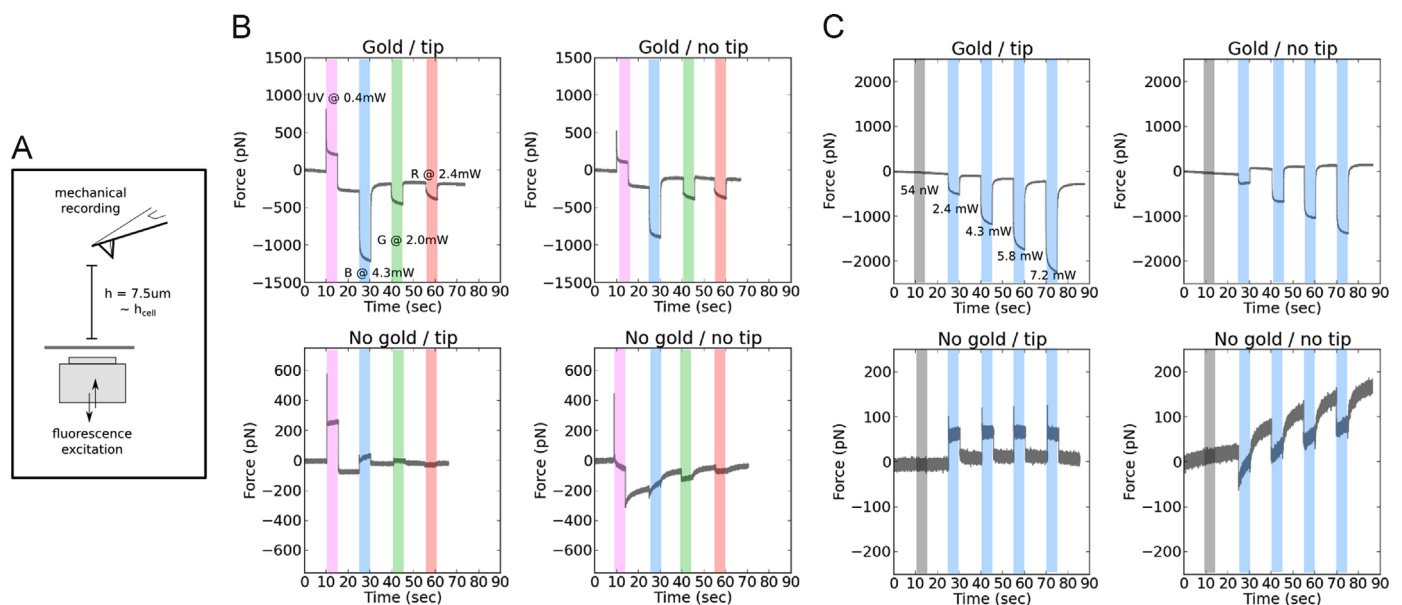 A
mechanical
recording
h = 7.5um
~ hcell
fluorescence
excitation
B
Gold / tip
Force (pN)
1500
1000
500
0
−500
−1000
−1500
UV @ 0.4mW
R @ 2.4mW
G @ 2.0mW
B @ 4.3mW
0 10 20 30 40 50 60 70 80 90
Time (sec)
Gold / no tip
Force (pN)
1500
1000
500
0
−500
−1000
−1500
0 10 20 30 40 50 60 70 80 90
Time (sec)
No gold / tip
Force (pN)
600
400
200
0
−200
−400
−600
0 10 20 30 40 50 60 70 80 90
Time (sec)
No gold / no tip
Force (pN)
600
400
200
0
−200
−400
−600
0 10 20 30 40 50 60 70 80 90
Time (sec)
C
Gold / tip
Force (pN)
2000
1000
0
−1000
−2000
54 nW
2.4 mW
4.3 mW
5.8 mW
7.2 mW
0 10 20 30 40 50 60 70 80 90
Time (sec)
Gold / no tip
Force (pN)
2000
1000
0
−1000
−2000
0 10 20 30 40 50 60 70 80 90
Time (sec)
No gold / tip
Force (pN)
200
100
0
−100
−200
0 10 20 30 40 50 60 70 80 90
Time (sec)
No gold / no tip
Force (pN)
200
100
0
−100
−200
0 10 20 30 40 50 60 70 80 90
Time (sec)